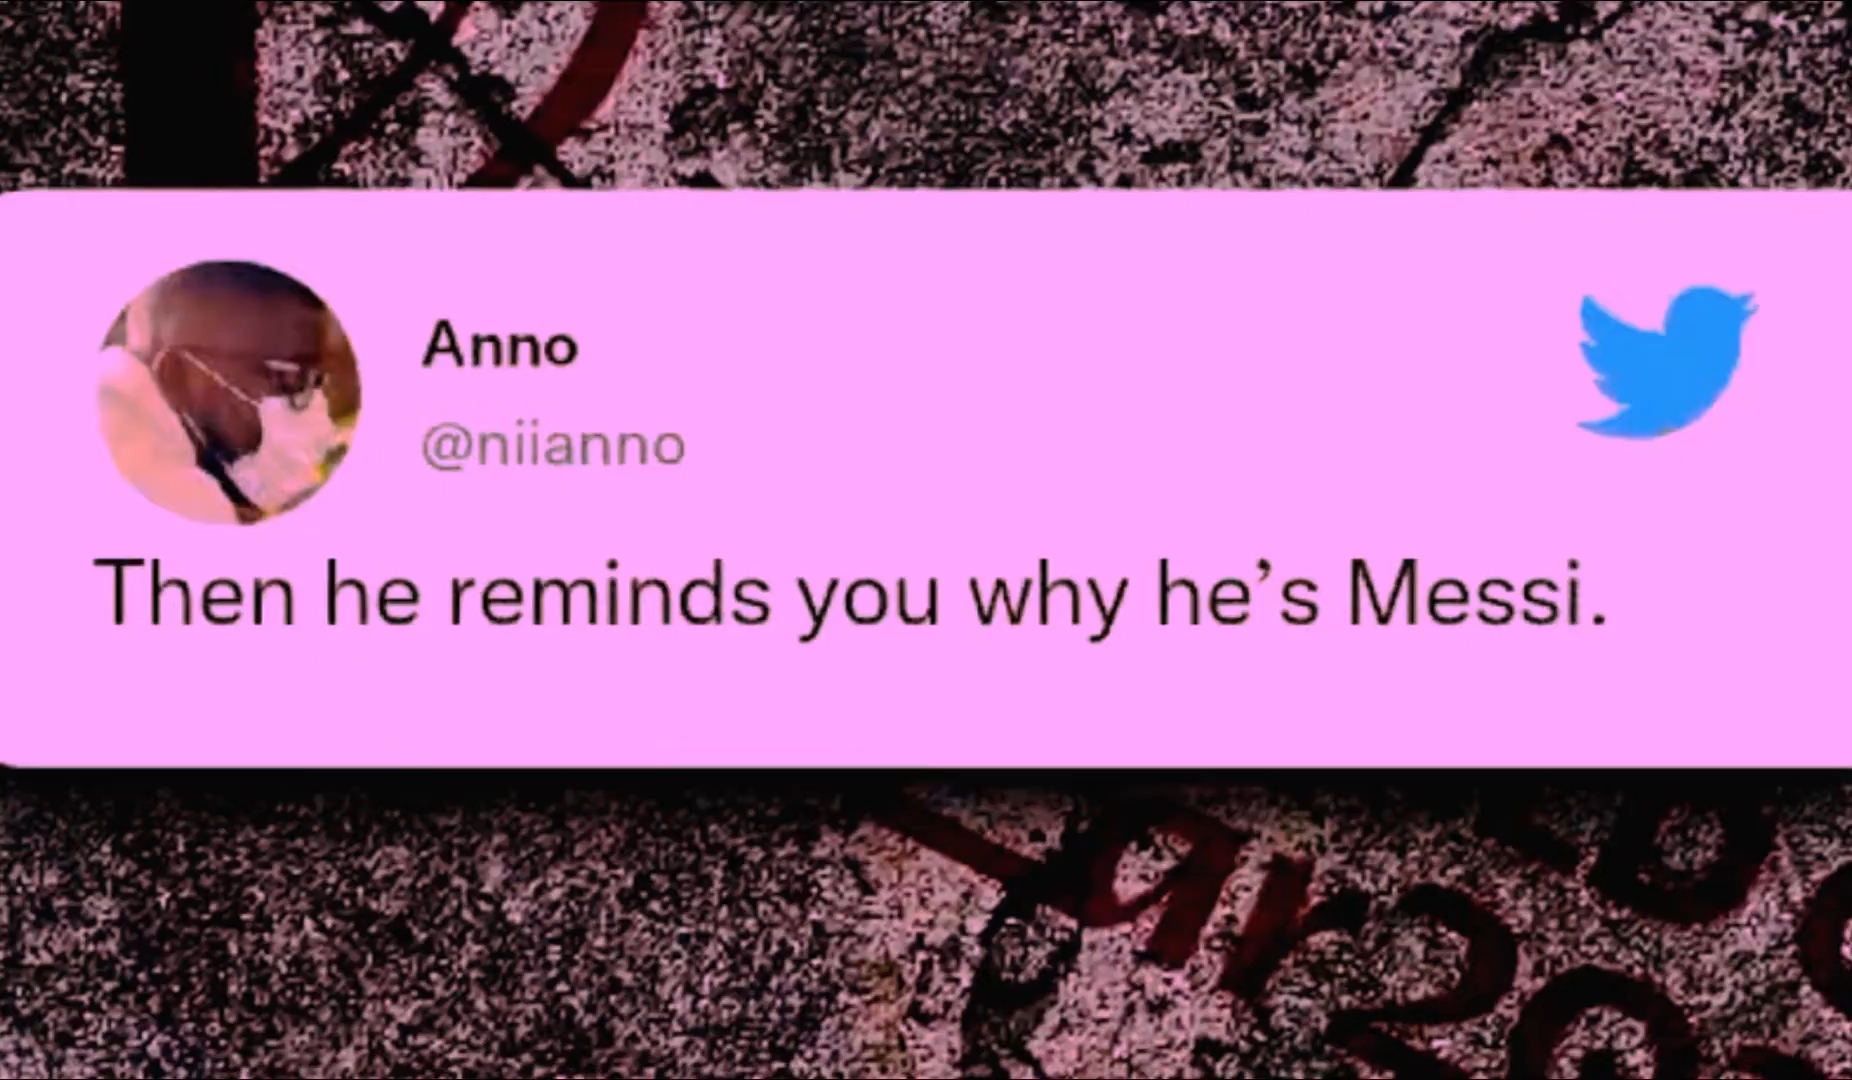 Anno
@niianno
Then he reminds you why he’s Messi.